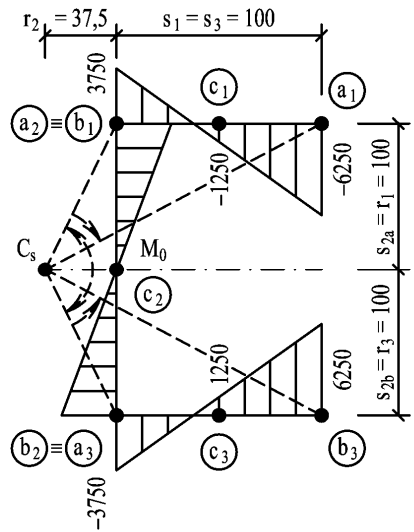 r₂ = 37,5
s₁ = s₃ = 100
3750
c₁
a₁
a₂ ≡ b₁
−1250
−6250
s₂ₐ = r₁ = 100
Cₛ
M₀
c₂
s₂b = r₃ = 100
1250
6250
b₂ ≡ a₃
c₃
b₃
−3750